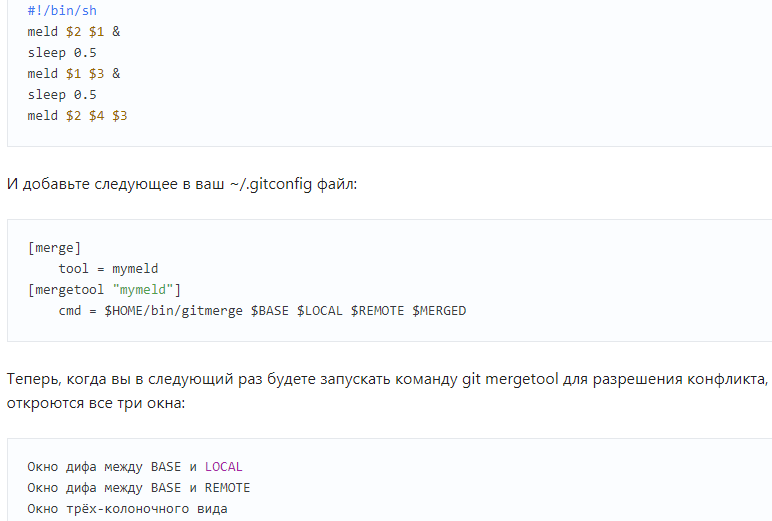 #!/bin/sh
meld $2 $1 &
sleep 0.5
meld $1 $3 &
sleep 0.5
meld $2 $4 $3
И добавьте следующее в ваш ~/.gitconfig файл:
[merge]
    tool = mymeld
[mergetool "mymeld"]
    cmd = $HOME/bin/gitmerge $BASE $LOCAL $REMOTE $MERGED
Теперь, когда вы в следующий раз будете запускать команду git mergetool для разрешения конфликта,
откроются все три окна:
Окно дифа между BASE и LOCAL
Окно дифа между BASE и REMOTE
Окно трёх-колоночного вида